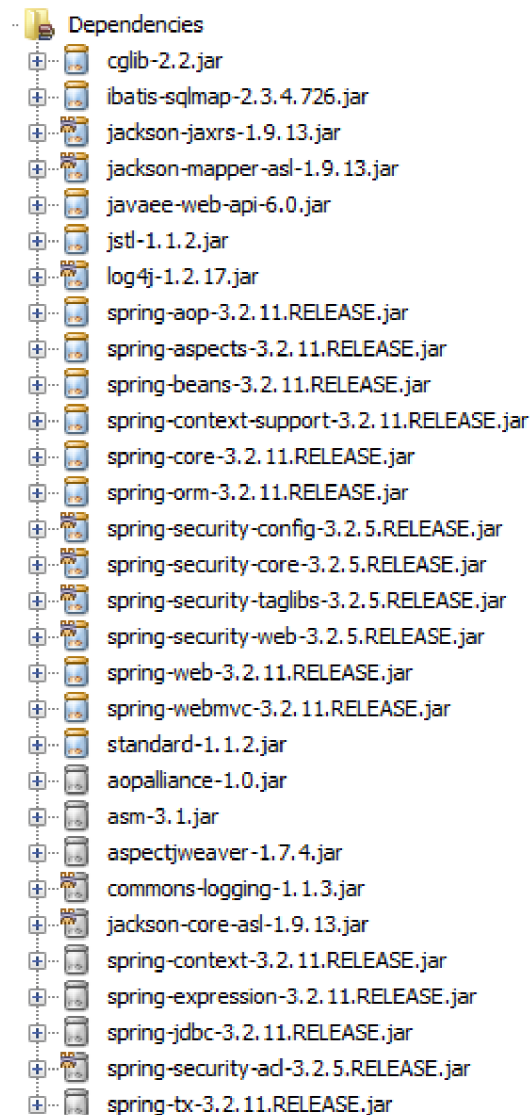 Dependencies
cglib-2.2.jar
ibatis-sqlmap-2.3.4.726.jar
jackson-jaxrs-1.9.13.jar
jackson-mapper-asl-1.9.13.jar
javaee-web-api-6.0.jar
jstl-1.1.2.jar
log4j-1.2.17.jar
spring-aop-3.2.11.RELEASE.jar
spring-aspects-3.2.11.RELEASE.jar
spring-beans-3.2.11.RELEASE.jar
spring-context-support-3.2.11.RELEASE.jar
spring-core-3.2.11.RELEASE.jar
spring-orm-3.2.11.RELEASE.jar
spring-security-config-3.2.5.RELEASE.jar
spring-security-core-3.2.5.RELEASE.jar
spring-security-taglibs-3.2.5.RELEASE.jar
spring-security-web-3.2.5.RELEASE.jar
spring-web-3.2.11.RELEASE.jar
spring-webmvc-3.2.11.RELEASE.jar
standard-1.1.2.jar
aopalliance-1.0.jar
asm-3.1.jar
aspectjweaver-1.7.4.jar
commons-logging-1.1.3.jar
jackson-core-asl-1.9.13.jar
spring-context-3.2.11.RELEASE.jar
spring-expression-3.2.11.RELEASE.jar
spring-jdbc-3.2.11.RELEASE.jar
spring-security-acl-3.2.5.RELEASE.jar
spring-tx-3.2.11.RELEASE.jar